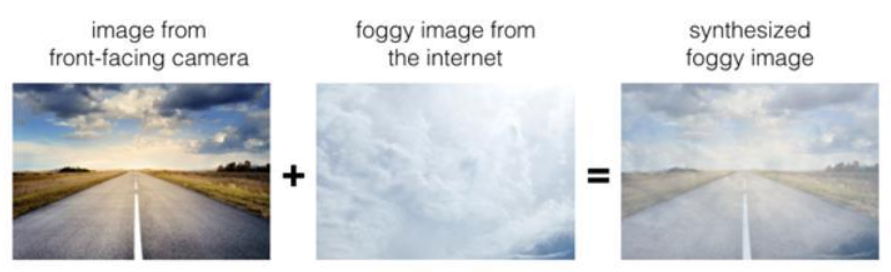 image from
front-facing camera
foggy image from
the internet
synthesized
foggy image
+
=